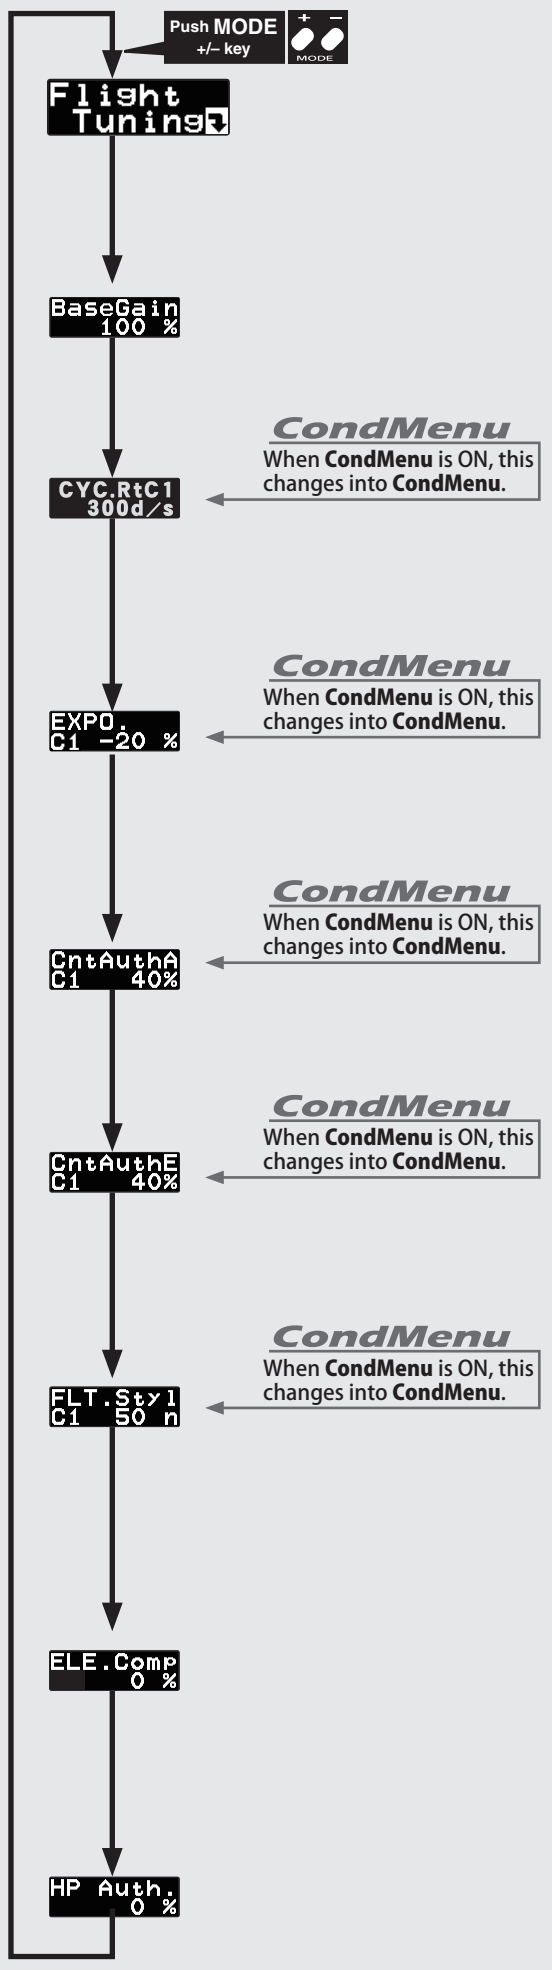 Push MODE
+/– key
+ –
MODE
Flight
Tuning
BaseGain
100 %
CondMenu
When CondMenu is ON, this
changes into CondMenu.
CYC.RtC1
300d/s
CondMenu
When CondMenu is ON, this
changes into CondMenu.
EXPO.
C1 -20 %
CondMenu
When CondMenu is ON, this
changes into CondMenu.
CntAuthA
C1 40%
CondMenu
When CondMenu is ON, this
changes into CondMenu.
CntAuthE
C1 40%
CondMenu
When CondMenu is ON, this
changes into CondMenu.
FLT.Styl
C1 50 n
ELE.Comp
0 %
HP Auth.
0 %